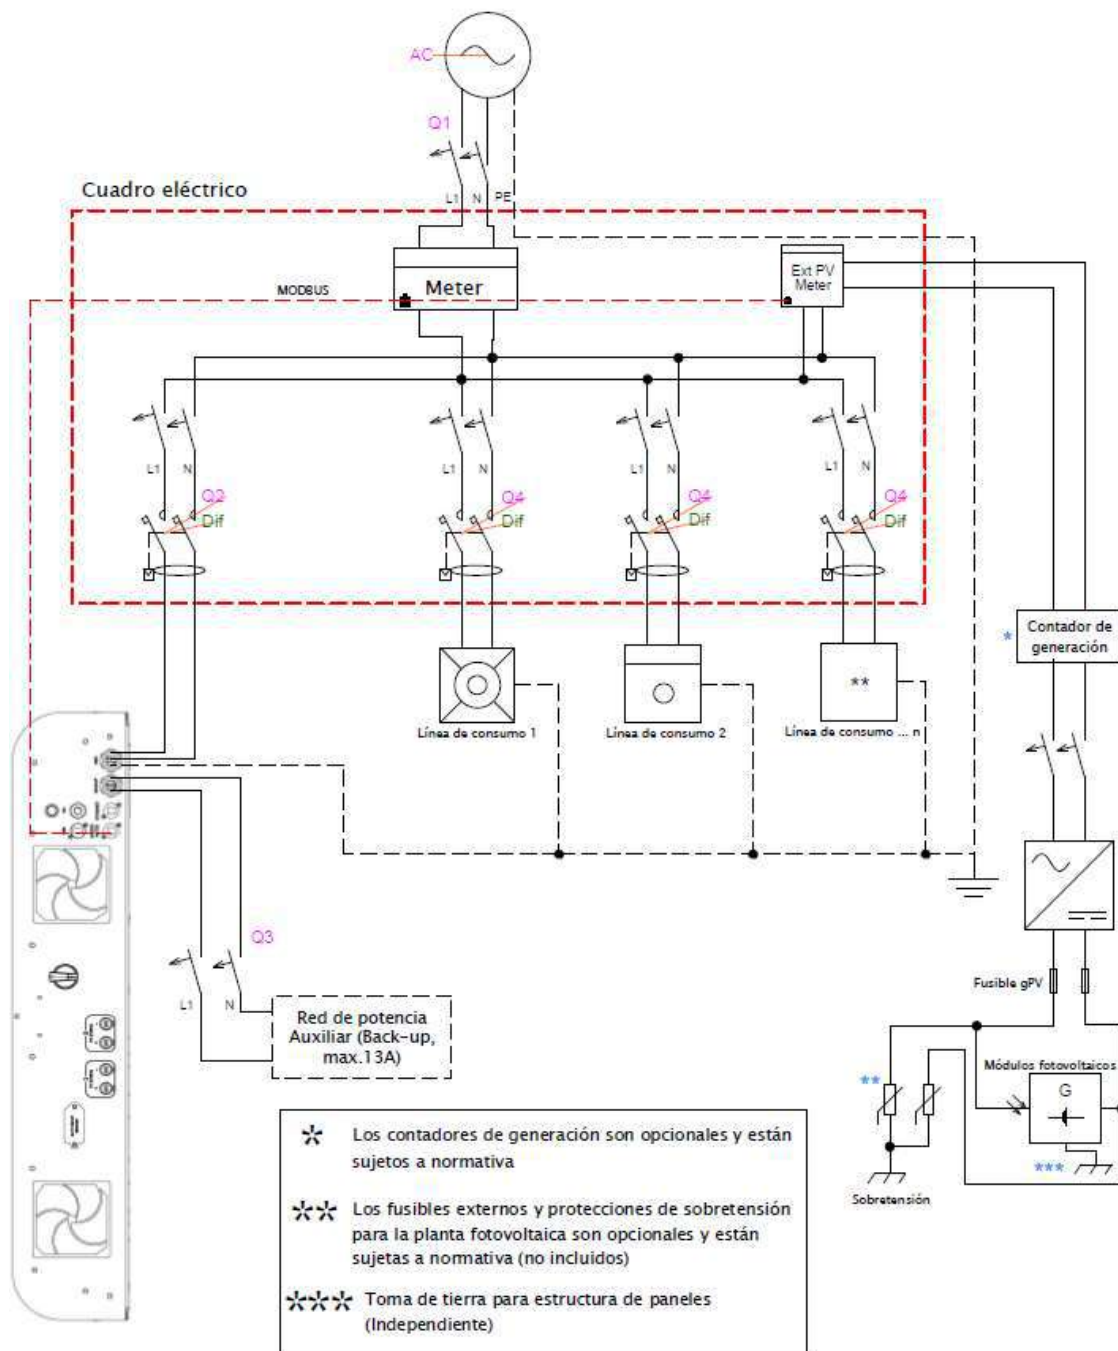 AC
Q1
Cuadro eléctrico
L1 N PE
Meter
Ext PV
Meter
MODBUS
L1 N
L1 N
L1 N
L1 N
Q2
Dif
Q4
Dif
Q4
Dif
Q4
Dif
* Contador de
generación
**
Línea de consumo 1
Línea de consumo 2
Línea de consumo ... n
Q3
L1 N
Fusible gPV
Red de potencia
Auxiliar (Back-up,
max.13A)
Módulos fotovoltaicos
**
G
***
Sobretensión
* Los contadores de generación son opcionales y están
sujetos a normativa
** Los fusibles externos y protecciones de sobretensión
para la planta fotovoltaica son opcionales y están
sujetas a normativa (no incluidos)
*** Toma de tierra para estructura de paneles
(Independiente)